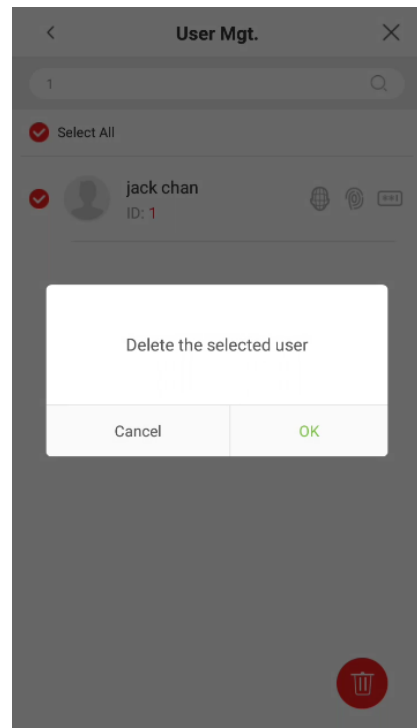 User Mgt.
1
Select All
jack chan
ID: 1
Delete the selected user
Cancel
OK